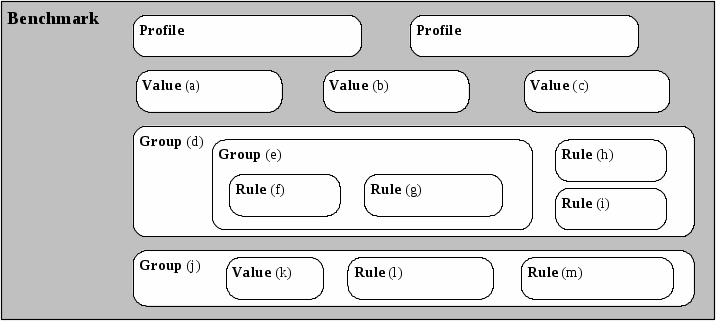 Benchmark
Profile
Profile
Value (a)
Value (b)
Value (c)
Group (d)
Group (e)
Rule (f)
Rule (g)
Rule (h)
Rule (i)
Group (j)
Value (k)
Rule (l)
Rule (m)